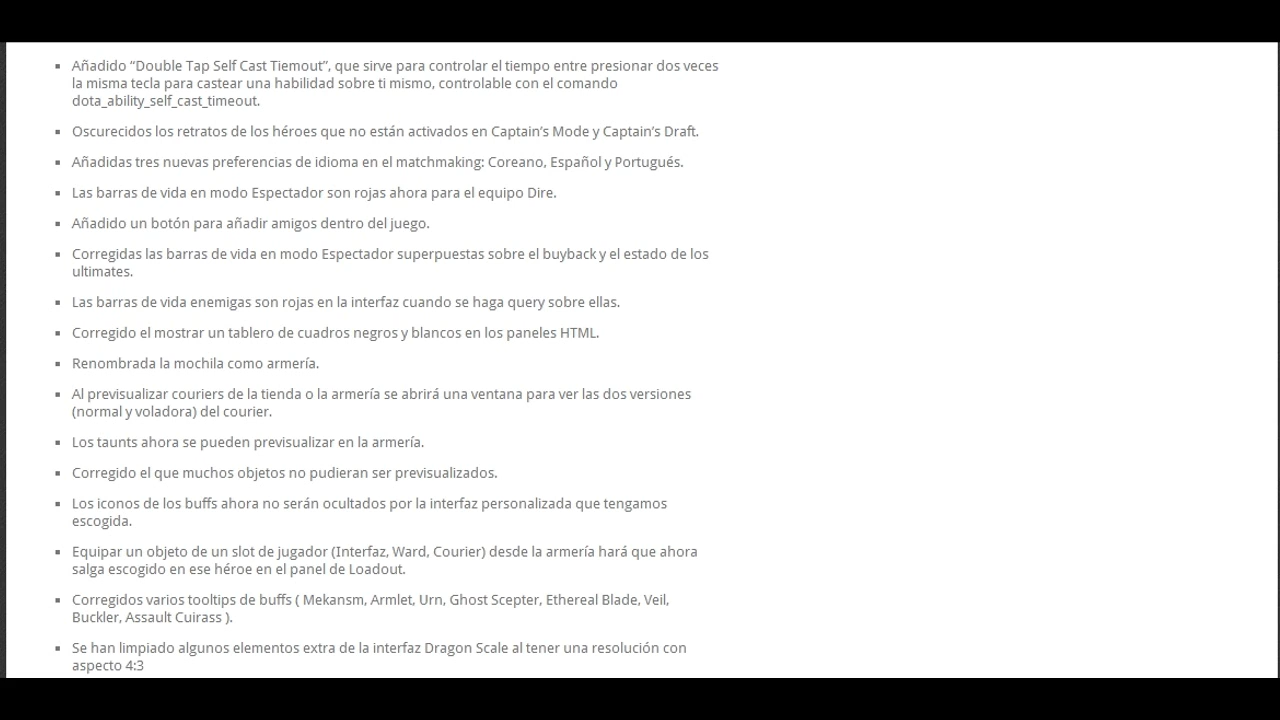 Añadido “Double Tap Self Cast Tiemout”, que sirve para controlar el tiempo entre presionar dos veces
la misma tecla para castear una habilidad sobre ti mismo, controlable con el comando
dota_ability_self_cast_timeout.
Oscurecidos los retratos de los héroes que no están activados en Captain’s Mode y Captain’s Draft.
Añadidas tres nuevas preferencias de idioma en el matchmaking: Coreano, Español y Portugués.
Las barras de vida en modo Espectador son rojas ahora para el equipo Dire.
Añadido un botón para añadir amigos dentro del juego.
Corregidas las barras de vida en modo Espectador superpuestas sobre el buyback y el estado de los
ultimates.
Las barras de vida enemigas son rojas en la interfaz cuando se haga query sobre ellas.
Corregido el mostrar un tablero de cuadros negros y blancos en los paneles HTML.
Renombrada la mochila como armería.
Al previsualizar couriers de la tienda o la armería se abrirá una ventana para ver las dos versiones
(normal y voladora) del courier.
Los taunts ahora se pueden previsualizar en la armería.
Corregido el que muchos objetos no pudieran ser previsualizados.
Los iconos de los buffs ahora no serán ocultados por la interfaz personalizada que tengamos
escogida.
Equipar un objeto de un slot de jugador (Interfaz, Ward, Courier) desde la armería hará que ahora
salga escogido en ese héroe en el panel de Loadout.
Corregidos varios tooltips de buffs ( Mekansm, Armlet, Urn, Ghost Scepter, Ethereal Blade, Veil,
Buckler, Assault Cuirass ).
Se han limpiado algunos elementos extra de la interfaz Dragon Scale al tener una resolución con
aspecto 4:3